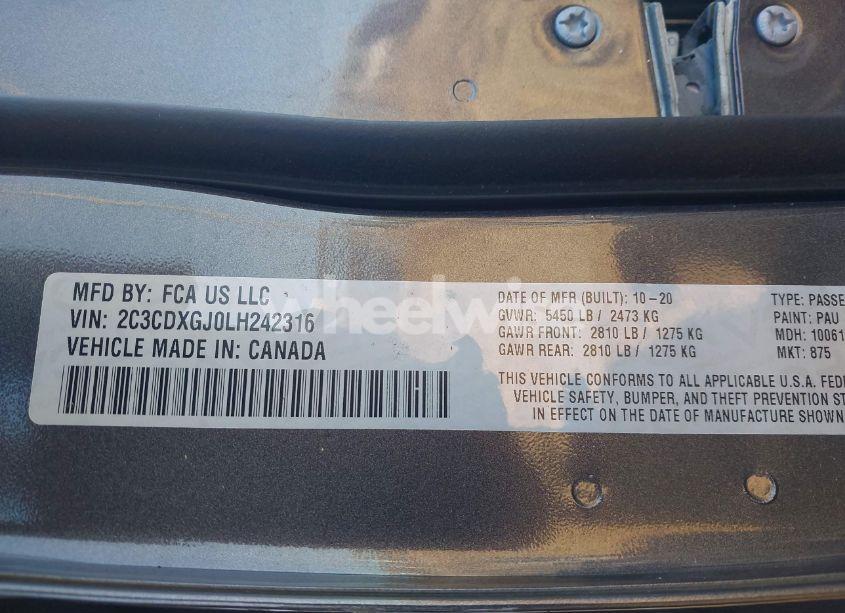 MFD BY: FCA US LLC
VIN: 2C3CDXGJ0LH242316
VEHICLE MADE IN: CANADA
DATE OF MFR (BUILT): 10-20
GVWR: 5450 LB / 2473 KG
GAWR FRONT: 2810 LB / 1275 KG
GAWR REAR: 2810 LB / 1275 KG
TYPE: PASSE
PAINT: PAU
MDH: 10061
MKT: 875
THIS VEHICLE CONFORMS TO ALL APPLICABLE U.S.A. FEDE
VEHICLE SAFETY, BUMPER, AND THEFT PREVENTION ST
IN EFFECT ON THE DATE OF MANUFACTURE SHOWN
wheelwise